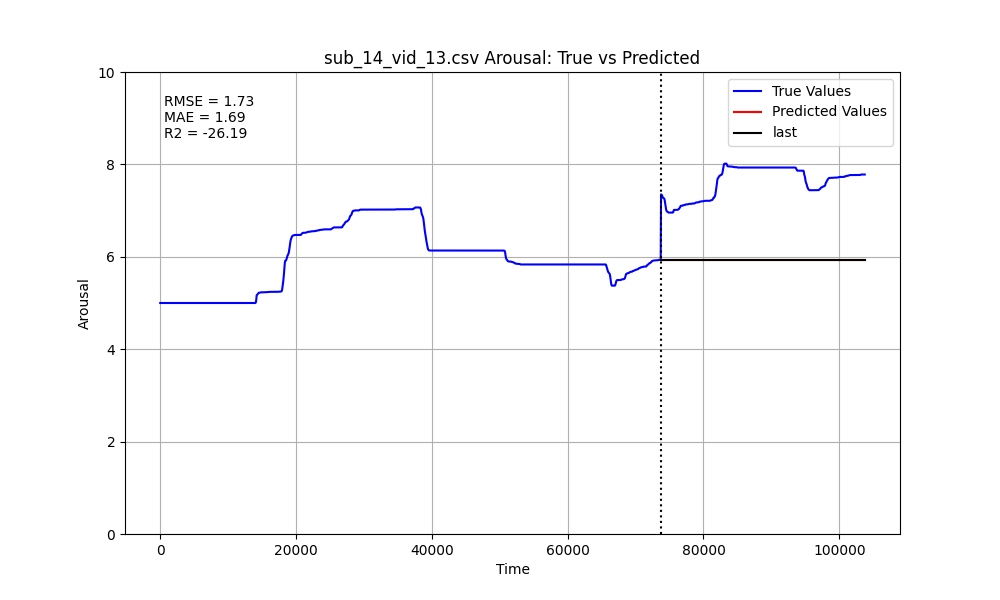 sub_14_vid_13.csv Arousal: True vs Predicted
RMSE = 1.73
MAE = 1.69
R2 = -26.19
True Values
Predicted Values
last
10
8
6
4
2
0
Arousal
0
20000
40000
60000
80000
100000
Time